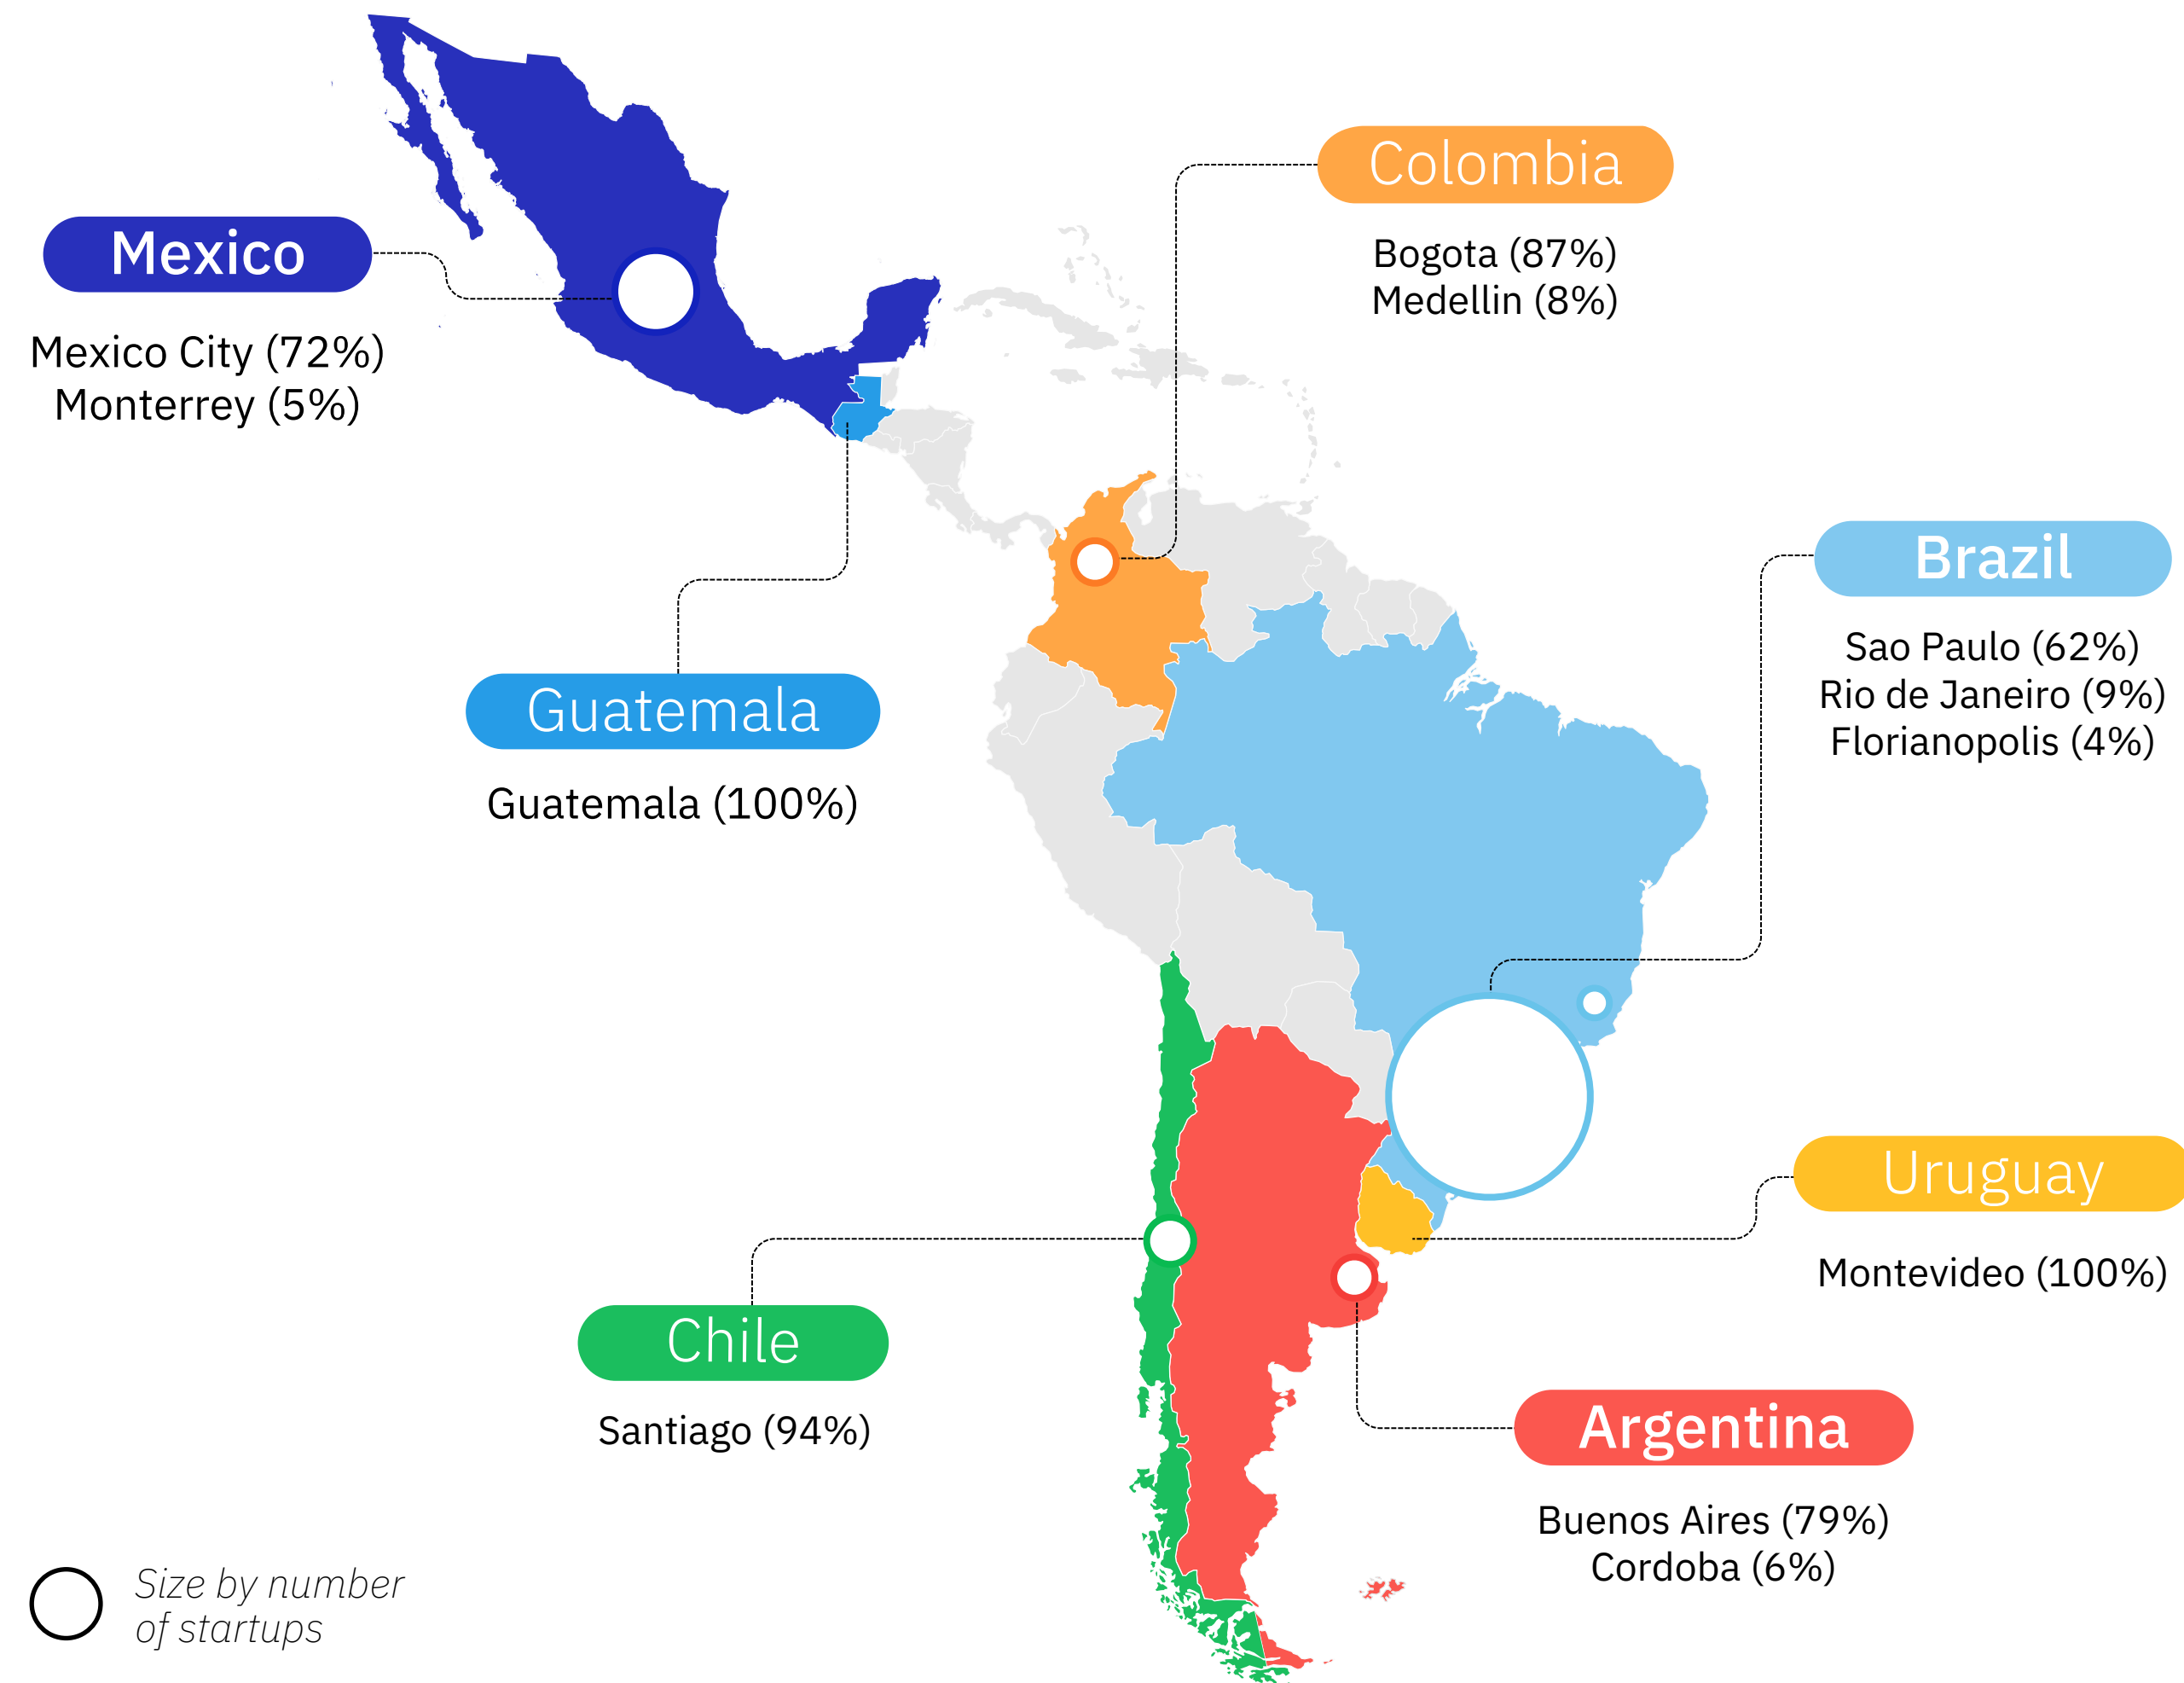 Colombia
Bogota (87%)
Medellin (8%)
Mexico
Mexico City (72%)
Monterrey (5%)
Brazil
Sao Paulo (62%)
Rio de Janeiro (9%)
Florianopolis (4%)
Guatemala
Guatemala (100%)
Uruguay
Montevideo (100%)
Chile
Santiago (94%)
Argentina
Buenos Aires (79%)
Cordoba (6%)
Size by number
of startups